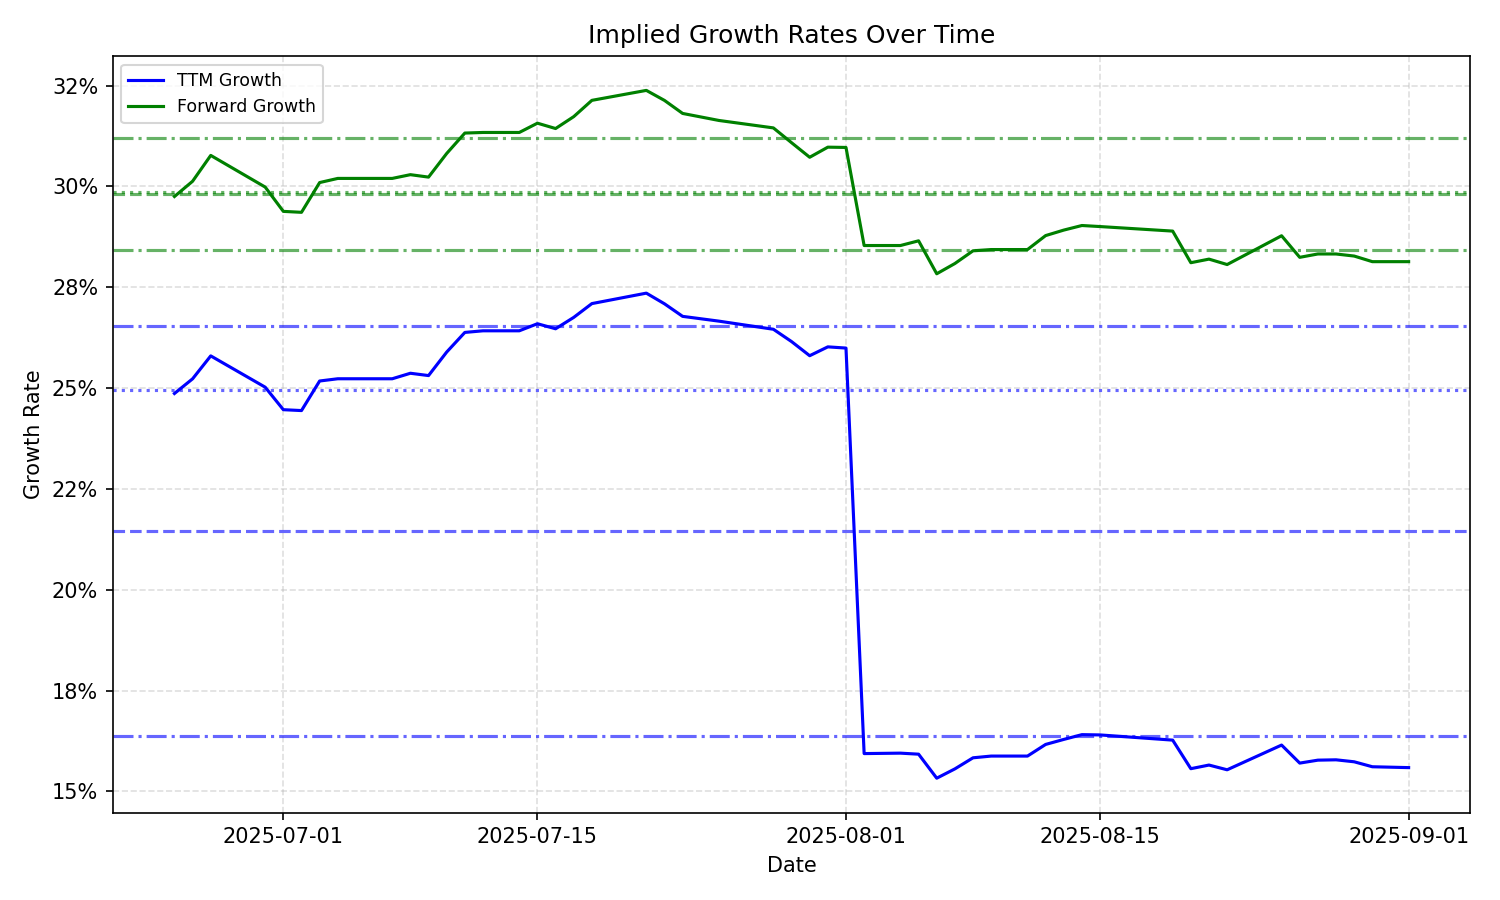 Implied Growth Rates Over Time
TTM Growth
Forward Growth
32%
30%
28%
25%
22%
20%
18%
15%
Growth Rate
2025-07-01
2025-07-15
2025-08-01
2025-08-15
2025-09-01
Date